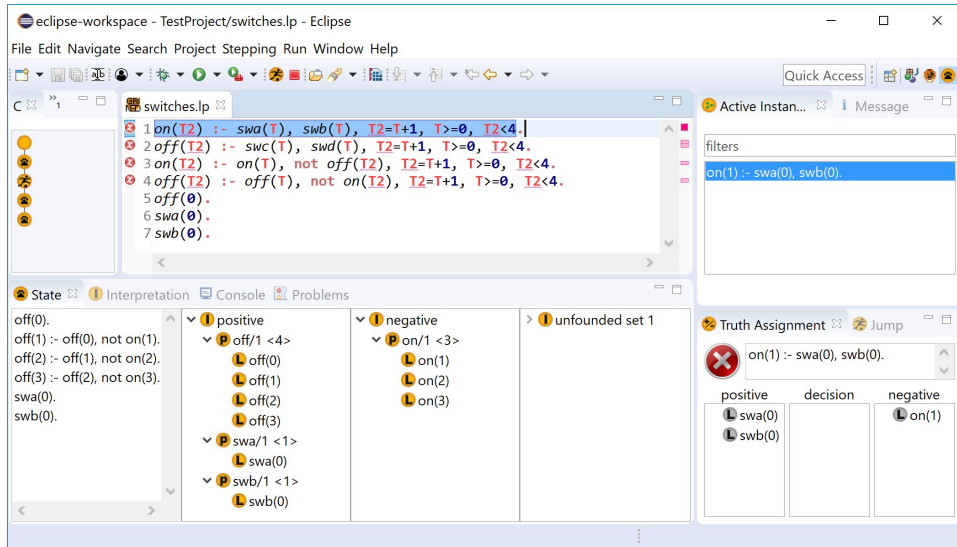 eclipse-workspace - TestProject/switches.lp - Eclipse
File Edit Navigate Search Project Stepping Run Window Help
Quick Access
C
»1
switches.lp
1 on(T2) :- swa(T), swb(T), T2=T+1, T>=0, T2<4.
2 off(T2) :- swc(T), swd(T), T2=T+1, T>=0, T2<4.
3 on(T2) :- on(T), not off(T2), T2=T+1, T>=0, T2<4.
4 off(T2) :- off(T), not on(T2), T2=T+1, T>=0, T2<4.
5 off(0).
6 swa(0).
7 swb(0).
Active Instan...
Message
filters
on(1) :- swa(0), swb(0).
State
Interpretation
Console
Problems
off(0).
off(1) :- off(0), not on(1).
off(2) :- off(1), not on(2).
off(3) :- off(2), not on(3).
swa(0).
swb(0).
positive
off/1 <4>
off(0)
off(1)
off(2)
off(3)
swa/1 <1>
swa(0)
swb/1 <1>
swb(0)
negative
on/1 <3>
on(1)
on(2)
on(3)
unfounded set 1
Truth Assignment
Jump
on(1) :- swa(0), swb(0).
positive
decision
negative
swa(0)
swb(0)
on(1)